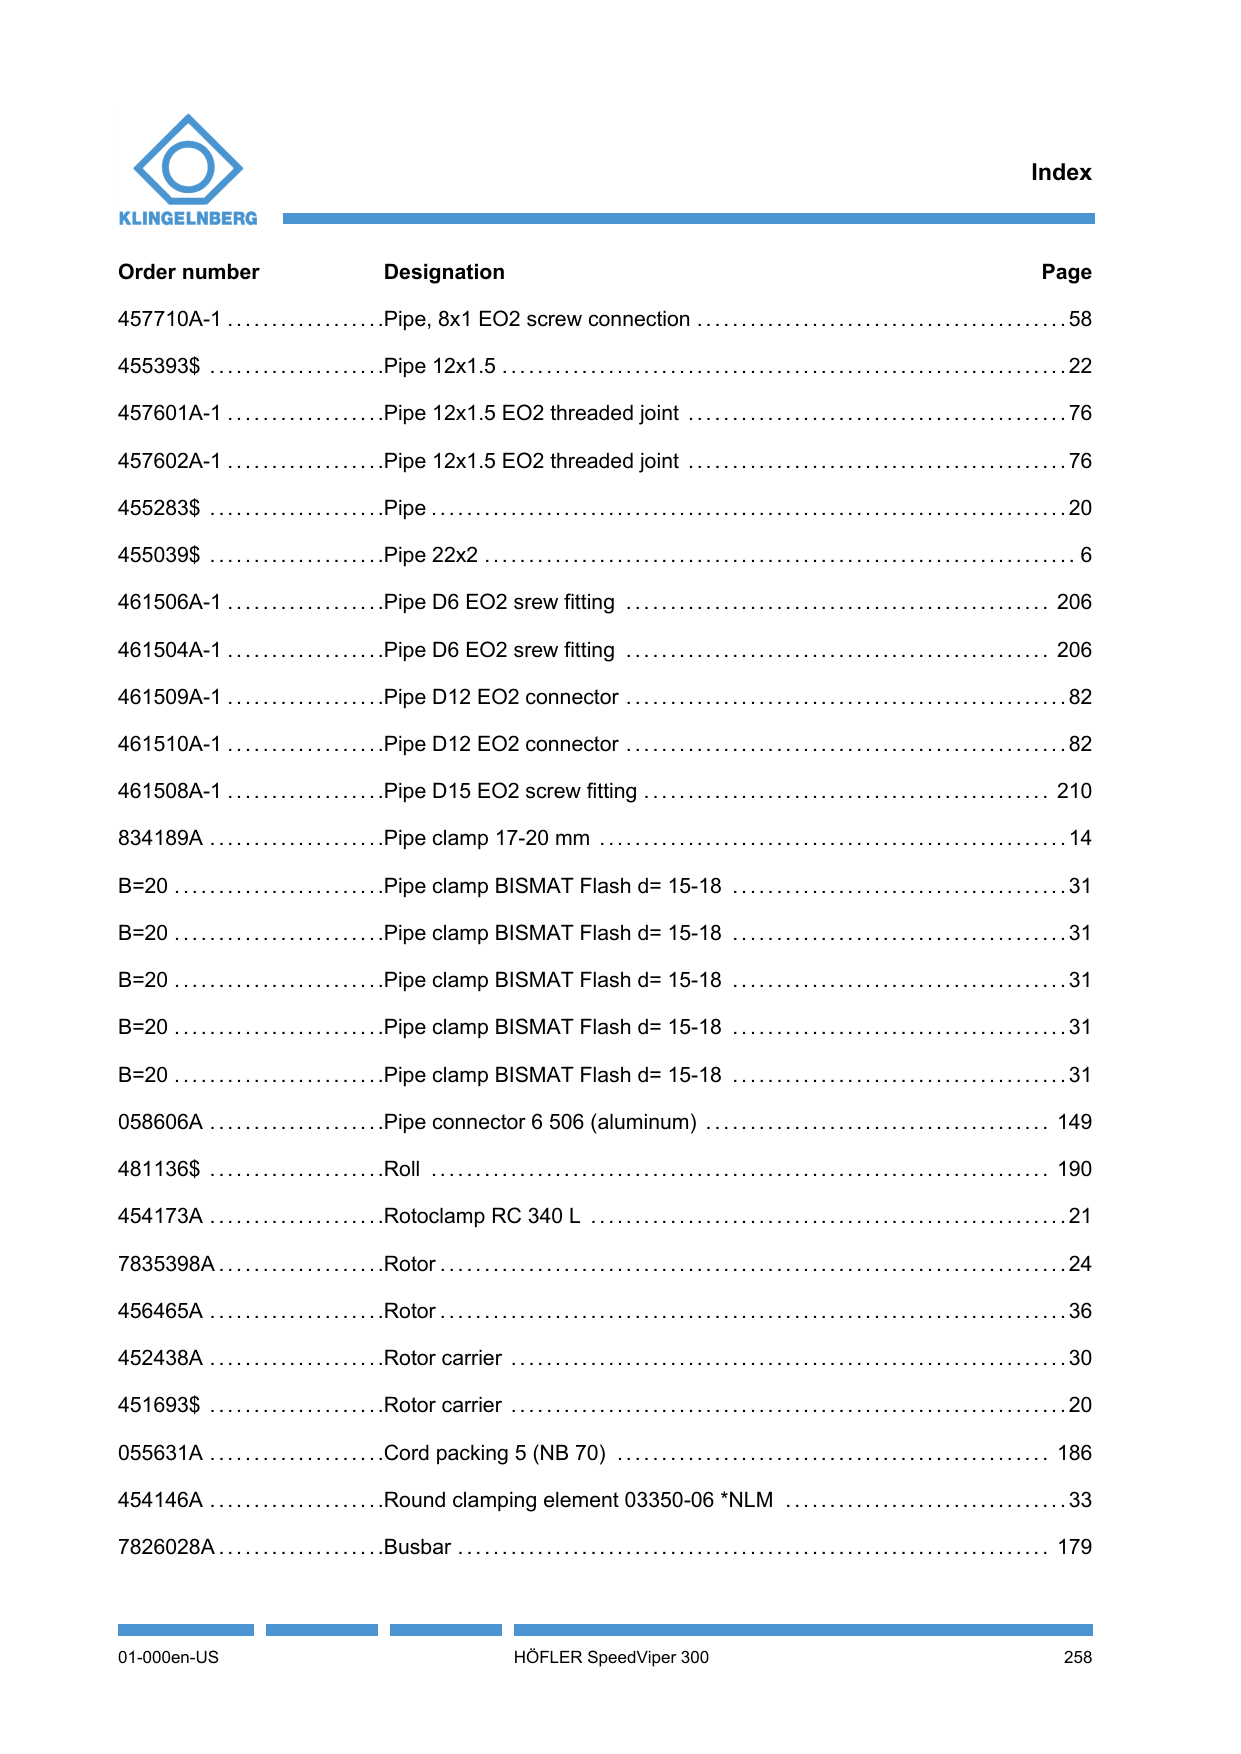 KLINGELNBERG
Index
Order number Designation Page
457710A-1 ..................Pipe, 8x1 EO2 screw connection ..........................................58
455393$ ....................Pipe 12x1.5 ................................................................22
457601A-1 ..................Pipe 12x1.5 EO2 threaded joint ...........................................76
457602A-1 ..................Pipe 12x1.5 EO2 threaded joint ...........................................76
455283$ ....................Pipe ........................................................................20
455039$ ....................Pipe 22x2 ................................................................... 6
461506A-1 ..................Pipe D6 EO2 srew fitting ................................................ 206
461504A-1 ..................Pipe D6 EO2 srew fitting ................................................ 206
461509A-1 ..................Pipe D12 EO2 connector ..................................................82
461510A-1 ..................Pipe D12 EO2 connector ..................................................82
461508A-1 ..................Pipe D15 EO2 screw fitting .............................................. 210
834189A ....................Pipe clamp 17-20 mm .....................................................14
B=20 ........................Pipe clamp BISMAT Flash d= 15-18 ......................................31
B=20 ........................Pipe clamp BISMAT Flash d= 15-18 ......................................31
B=20 ........................Pipe clamp BISMAT Flash d= 15-18 ......................................31
B=20 ........................Pipe clamp BISMAT Flash d= 15-18 ......................................31
B=20 ........................Pipe clamp BISMAT Flash d= 15-18 ......................................31
058606A ....................Pipe connector 6 506 (aluminum) ....................................... 149
481136$ ....................Roll ...................................................................... 190
454173A ....................Rotoclamp RC 340 L ......................................................21
7835398A ...................Rotor .......................................................................24
456465A ....................Rotor .......................................................................36
452438A ....................Rotor carrier ...............................................................30
451693$ ....................Rotor carrier ...............................................................20
055631A ....................Cord packing 5 (NB 70) ................................................. 186
454146A ....................Round clamping element 03350-06 *NLM ................................33
7826028A ...................Busbar ................................................................... 179
01-000en-US HÖFLER SpeedViper 300 258